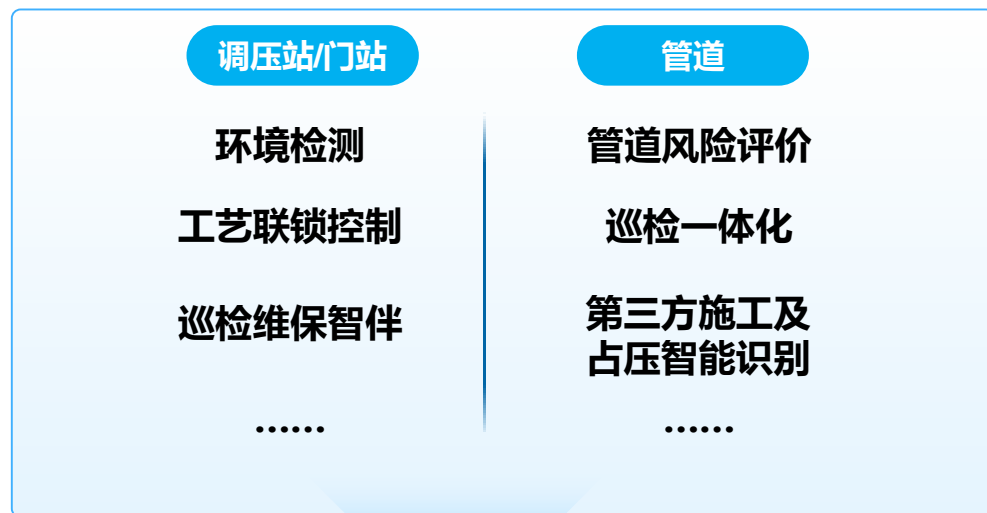 调压站/门站
环境检测
工艺联锁控制
巡检维保智伴
……
管道
管道风险评价
巡检一体化
第三方施工及
占压智能识别
……